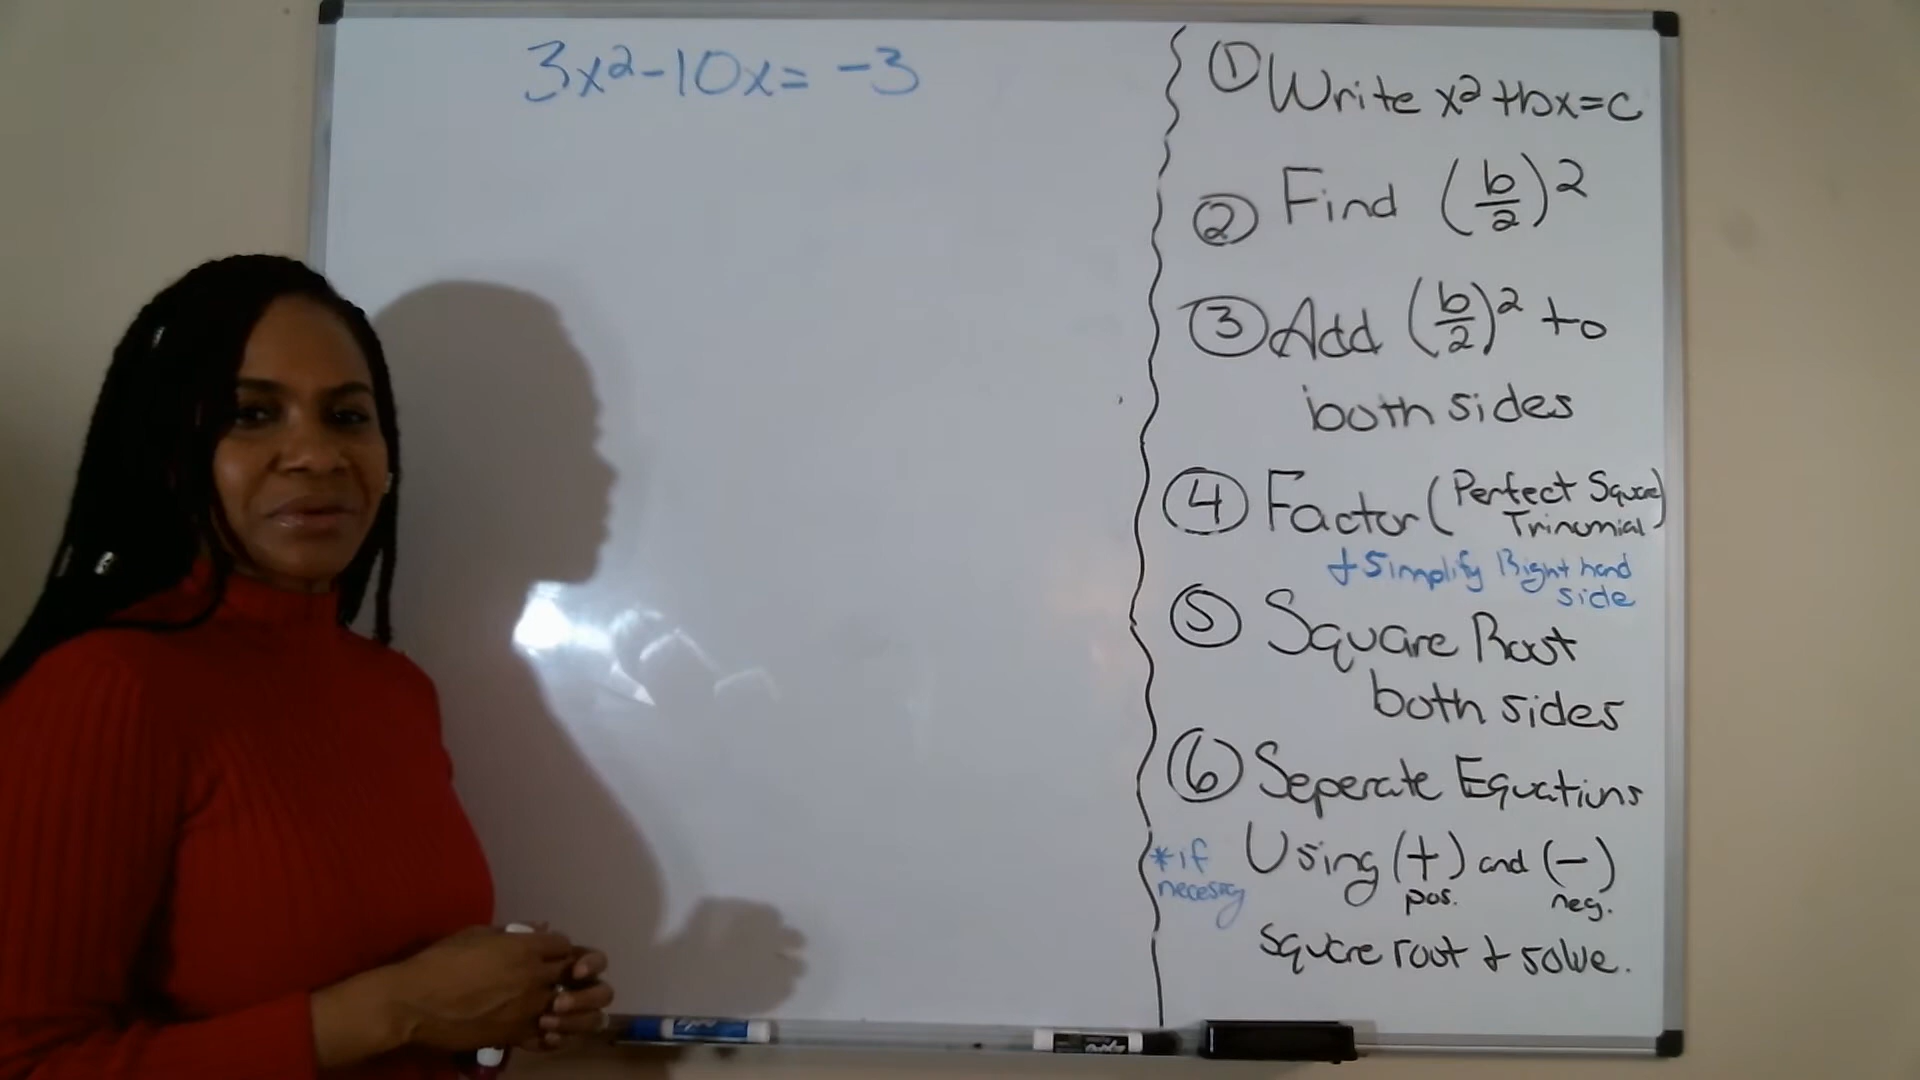 3x²-10x = -3
① Write x²+bx=c
② Find (b/2)²
③ Add (b/2)² to
both sides
④ Factor (Perfect Square
Trinomial)
+ Simplify Right hand
side
⑤ Square Root
both sides
⑥ Seperate Equations
*if
necessary
Using (+) and (-)
pos. neg.
square root + solve.
expo
expo